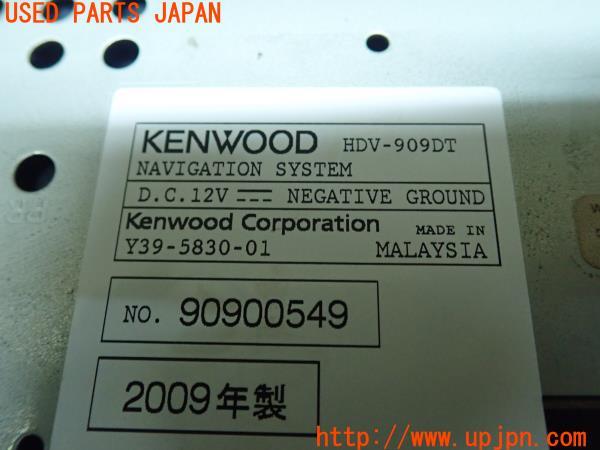 USED PARTS JAPAN
KENWOOD HDV-909DT
NAVIGATION SYSTEM
D.C.12V NEGATIVE GROUND
Kenwood Corporation MADE IN
Y39-5830-01 MALAYSIA
NO. 90900549
2009年製
http://www.upjpn.com